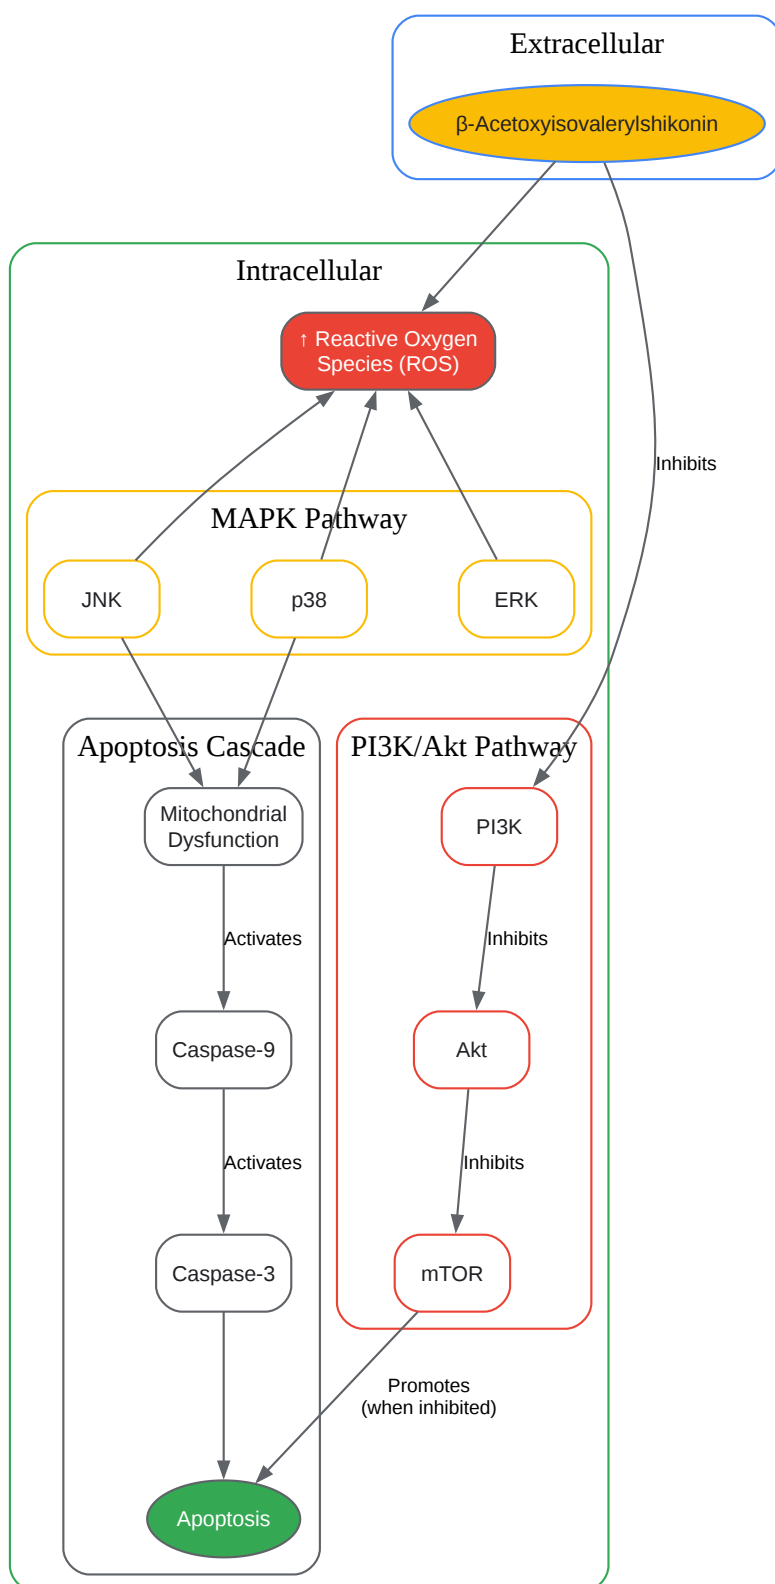 Extracellular
β-Acetoxyisovalerylshikonin
Intracellular
↑ Reactive Oxygen
Species (ROS)
Inhibits
MAPK Pathway
JNK
p38
ERK
Apoptosis Cascade
PI3K/Akt Pathway
Mitochondrial
Dysfunction
PI3K
Activates
Inhibits
Caspase-9
Akt
Activates
Inhibits
Caspase-3
mTOR
Promotes
(when inhibited)
Apoptosis